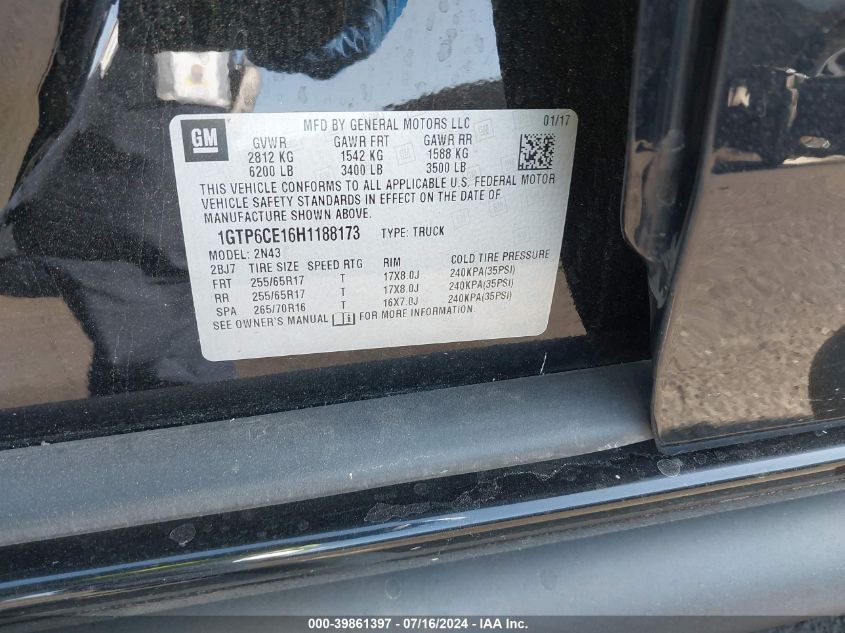 GM
MFD BY GENERAL MOTORS LLC 01/17
GVWR GAWR FRT GAWR RR
2812 KG 1542 KG 1588 KG
6200 LB 3400 LB 3500 LB
THIS VEHICLE CONFORMS TO ALL APPLICABLE U.S. FEDERAL MOTOR
VEHICLE SAFETY STANDARDS IN EFFECT ON THE DATE OF
MANUFACTURE SHOWN ABOVE.
1GTP6CE16H1188173 TYPE: TRUCK
MODEL: 2N43
2BJ7 TIRE SIZE SPEED RTG RIM COLD TIRE PRESSURE
FRT 255/65R17 T 17X8.0J 240KPA(35PSI)
RR 255/65R17 T 17X8.0J 240KPA(35PSI)
SPA 265/70R16 T 16X7.0J 240KPA(35PSI)
SEE OWNER'S MANUAL i FOR MORE INFORMATION.
000-39861397 - 07/16/2024 - IAA Inc.